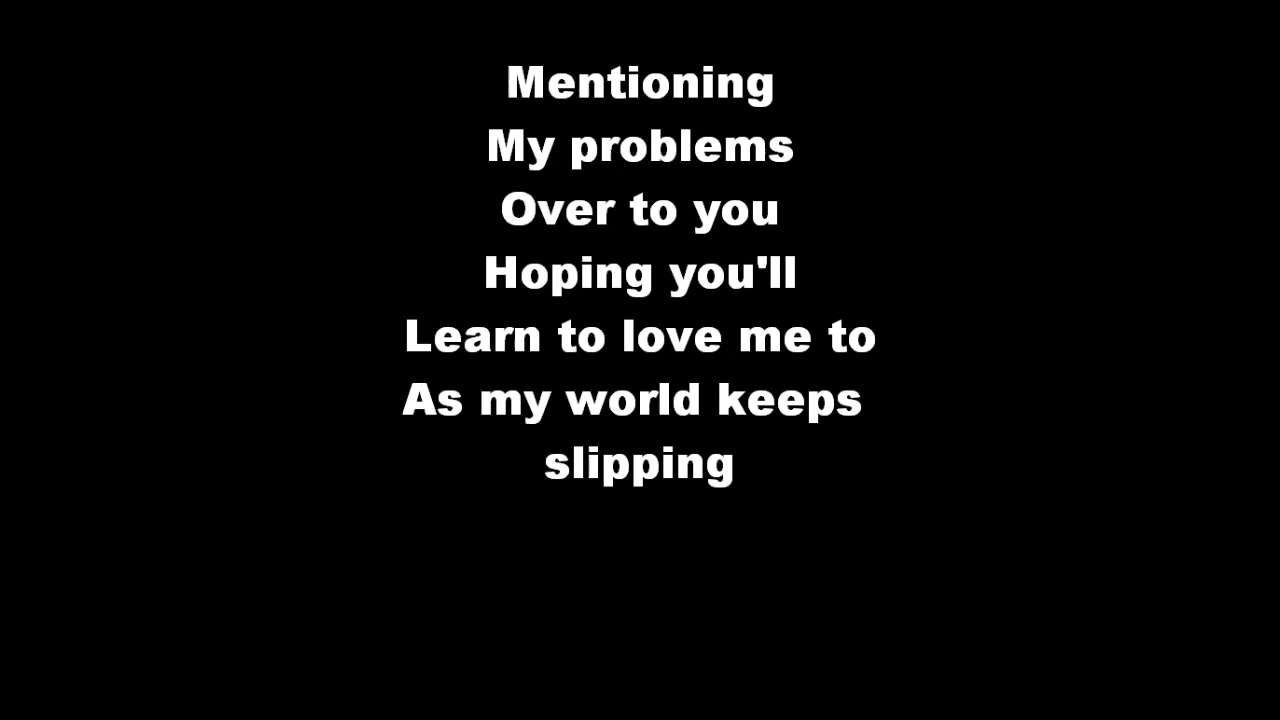 Mentioning
My problems
Over to you
Hoping you'll
Learn to love me to
As my world keeps
slipping